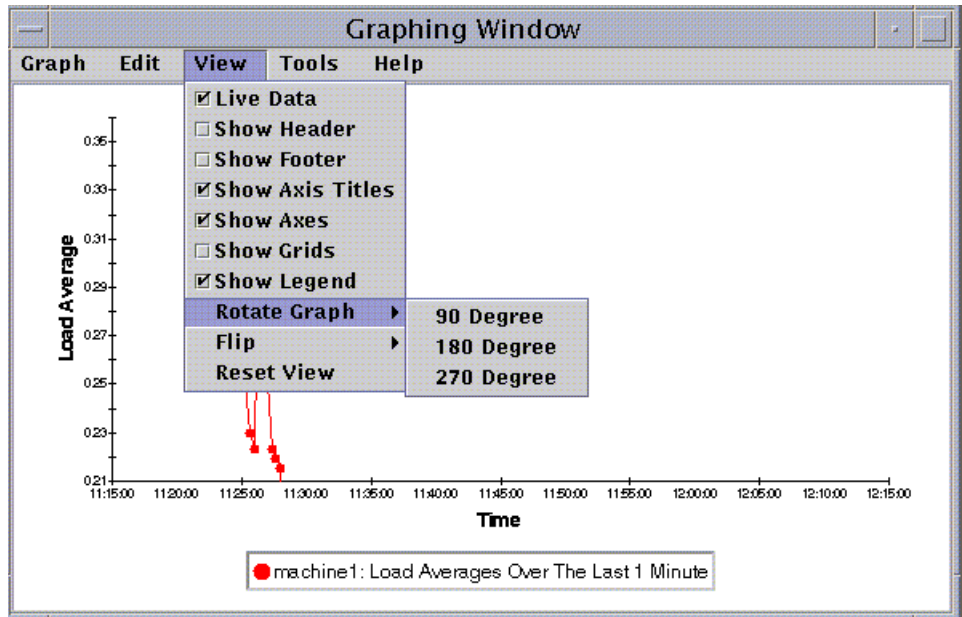 Graphing Window
Graph Edit View Tools Help
Live Data
Show Header
Show Footer
Show Axis Titles
Show Axes
Show Grids
Show Legend
Rotate Graph
Flip
Reset View
90 Degree
180 Degree
270 Degree
Load Average
0.35
0.33
0.31
0.29
0.27
0.25
0.23
0.21
11:15:00 11:20:00 11:25:00 11:30:00 11:35:00 11:40:00 11:45:00 11:50:00 11:55:00 12:00:00 12:05:00 12:10:00 12:15:00
Time
machine1: Load Averages Over The Last 1 Minute